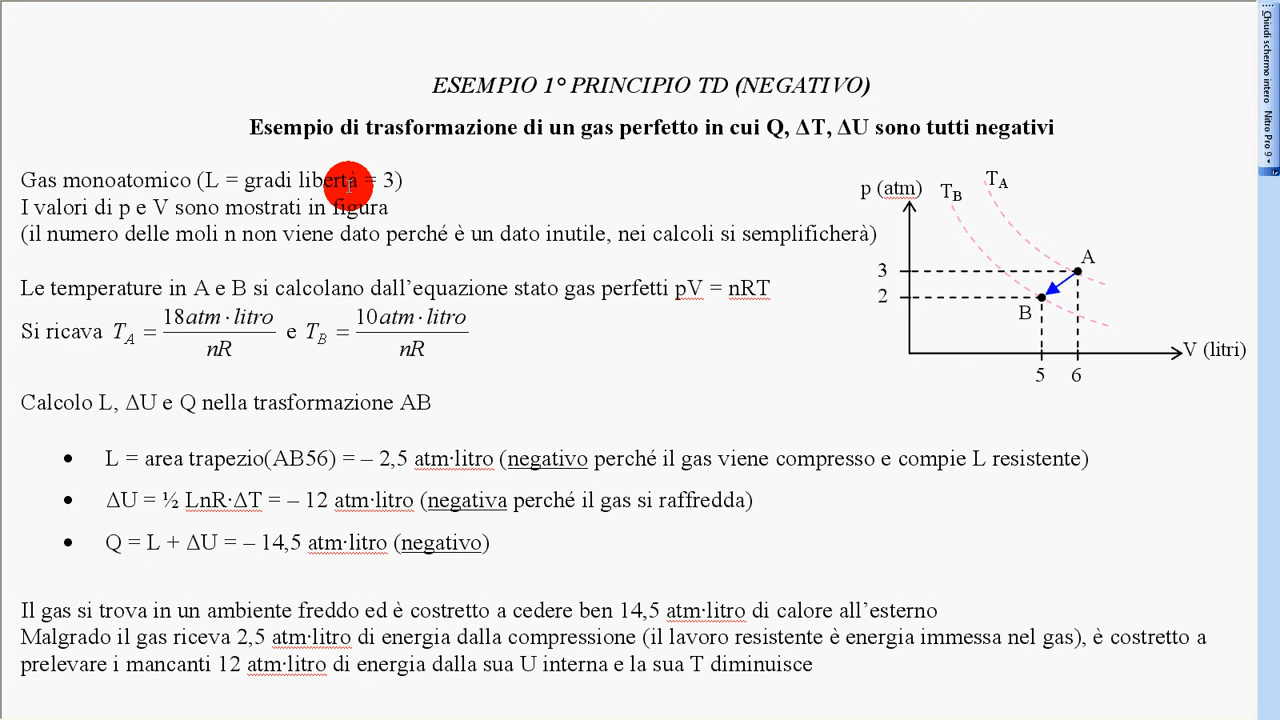 ESEMPIO 1° PRINCIPIO TD (NEGATIVO)
Esempio di trasformazione di un gas perfetto in cui Q, ΔT, ΔU sono tutti negativi
Gas monoatomico (L = gradi libertà = 3)
I valori di p e V sono mostrati in figura
(il numero delle moli n non viene dato perché è un dato inutile, nei calcoli si semplificherà)
Le temperature in A e B si calcolano dall'equazione stato gas perfetti pV = nRT
Si ricava T_A = 18atm·litro / nR e T_B = 10atm·litro / nR
p (atm)
T_B
T_A
3
A
2
B
V (litri)
5 6
Calcolo L, ΔU e Q nella trasformazione AB
• L = area trapezio(AB56) = – 2,5 atm·litro (negativo perché il gas viene compresso e compie L resistente)
• ΔU = ½ LnR·ΔT = – 12 atm·litro (negativa perché il gas si raffredda)
• Q = L + ΔU = – 14,5 atm·litro (negativo)
Il gas si trova in un ambiente freddo ed è costretto a cedere ben 14,5 atm·litro di calore all'esterno
Malgrado il gas riceva 2,5 atm·litro di energia dalla compressione (il lavoro resistente è energia immessa nel gas), è costretto a
prelevare i mancanti 12 atm·litro di energia dalla sua U interna e la sua T diminuisce
Chiudi schermo intero Nitro Pro 9